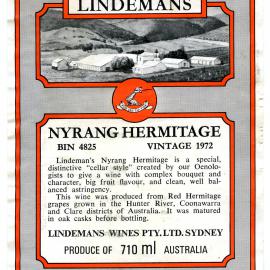 LINDEMANS
NYRANG HERMITAGE
BIN 4825 VINTAGE 1972
Lindeman's Nyrang Hermitage is a special,
distinctive "cellar style" created by our Oenolo-
gists to give a wine with complex bouquet and
character, big fruit flavour, and clean, well bal-
anced astringency.
This wine was produced from Red Hermitage
grapes grown in the Hunter River, Coonawarra
and Clare districts of Australia. It was matured
in oak casks before bottling.
LINDEMANS WINES PTY. LTD. SYDNEY
PRODUCE OF 710 ml AUSTRALIA